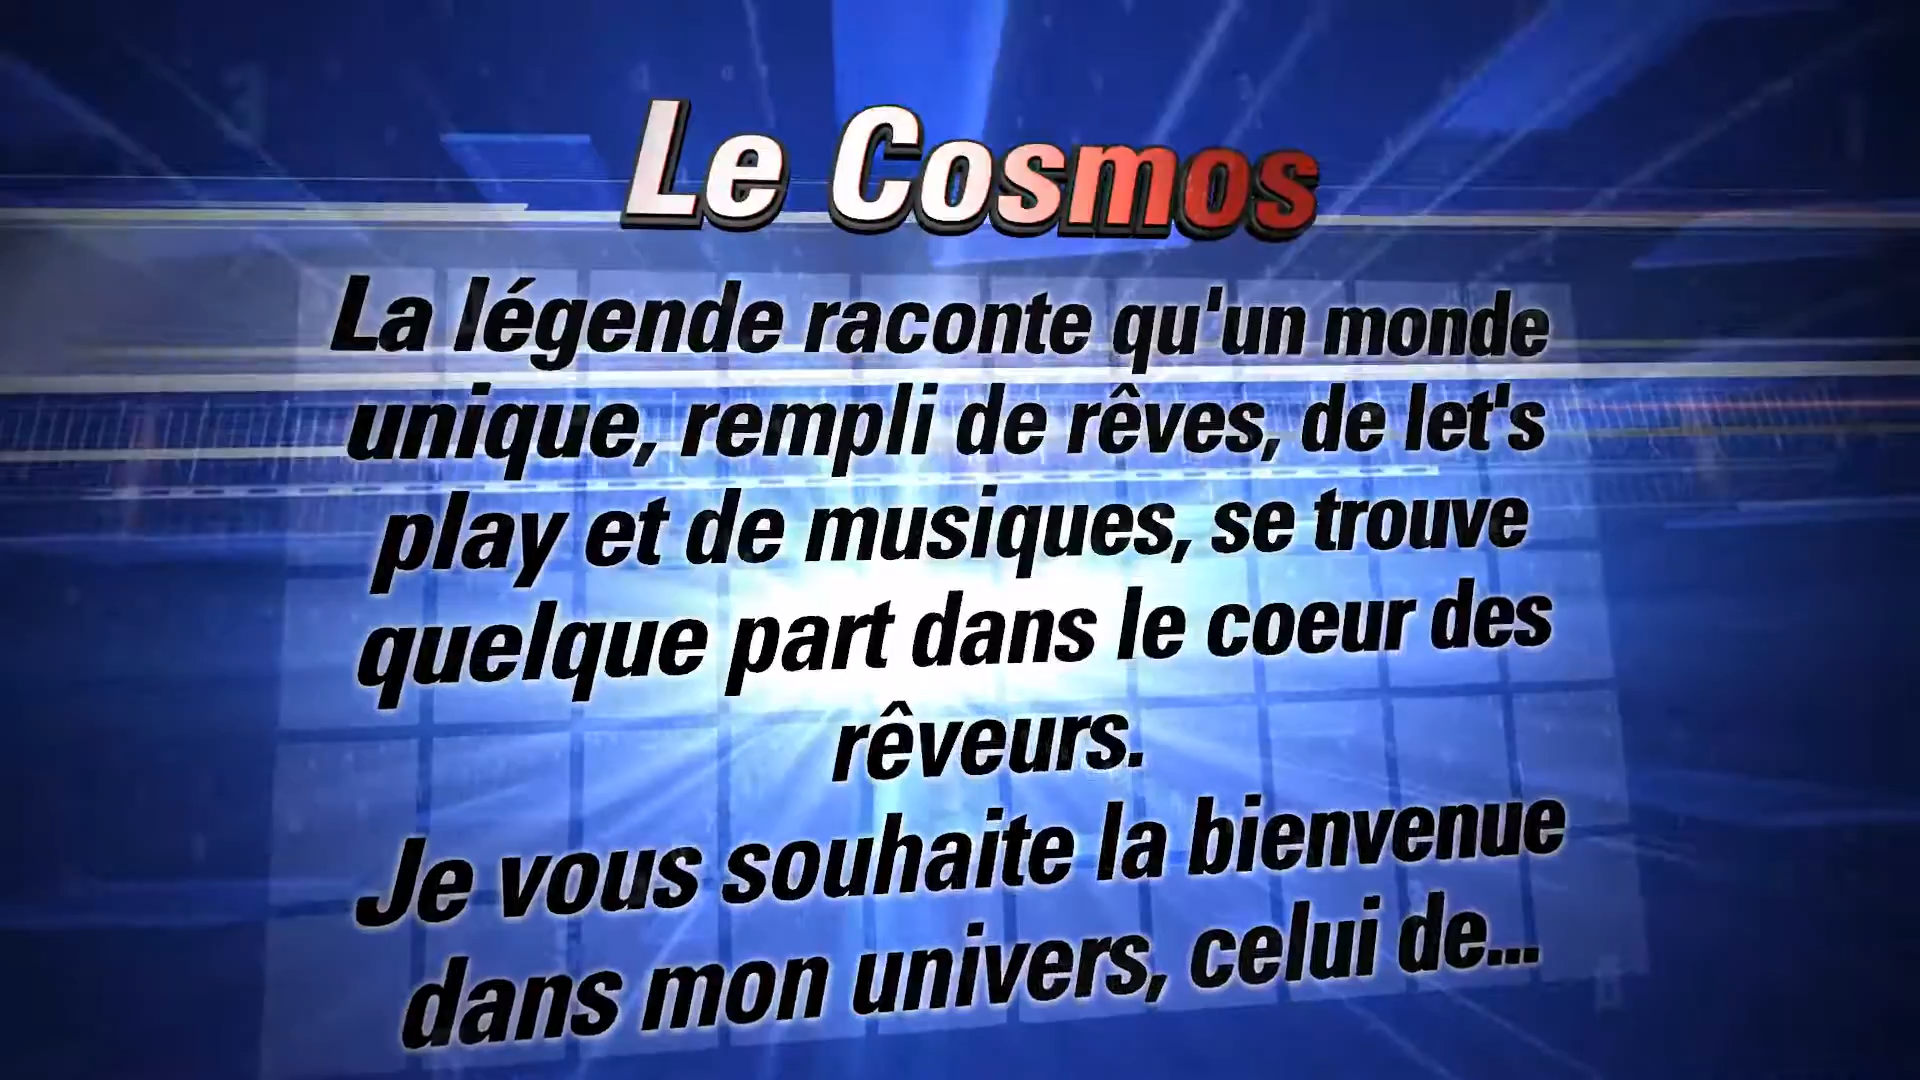 Le Cosmos
La légende raconte qu'un monde
unique, rempli de rêves, de let's
play et de musiques, se trouve
quelque part dans le coeur des
rêveurs.
Je vous souhaite la bienvenue
dans mon univers, celui de...